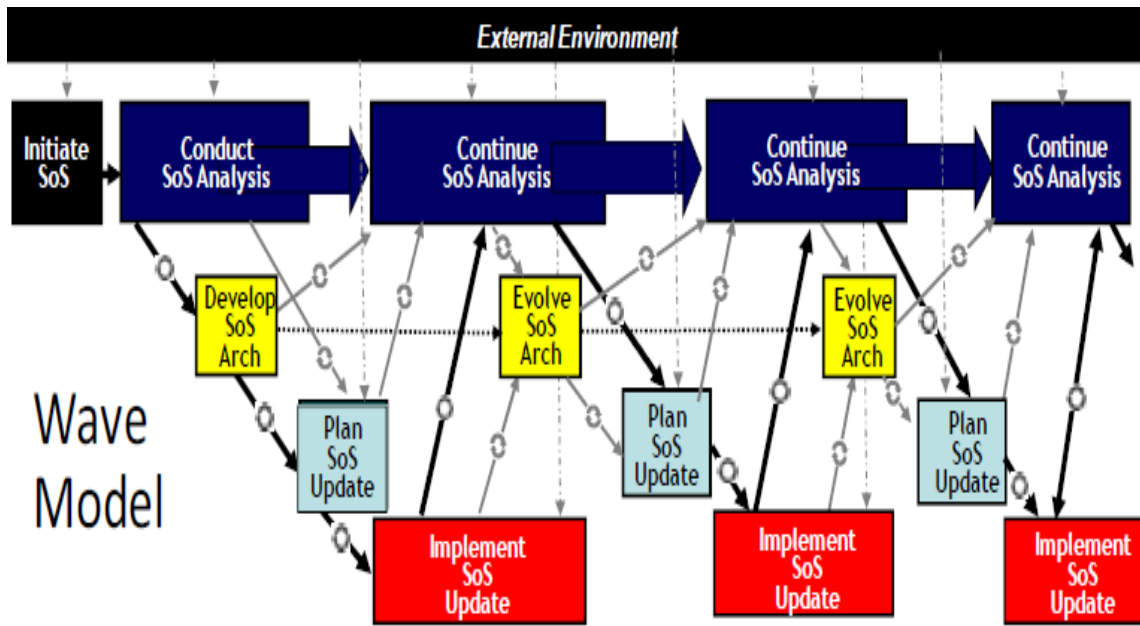 External Environment
Initiate
SoS
Conduct
SoS Analysis
Continue
SoS Analysis
Continue
SoS Analysis
Continue
SoS Analysis
Develop
SoS
Arch
Evolve
SoS
Arch
Evolve
SoS
Arch
Wave
Model
Plan
SoS
Update
Plan
SoS
Update
Plan
SoS
Update
Implement
SoS
Update
Implement
SoS
Update
Implement
SoS
Update